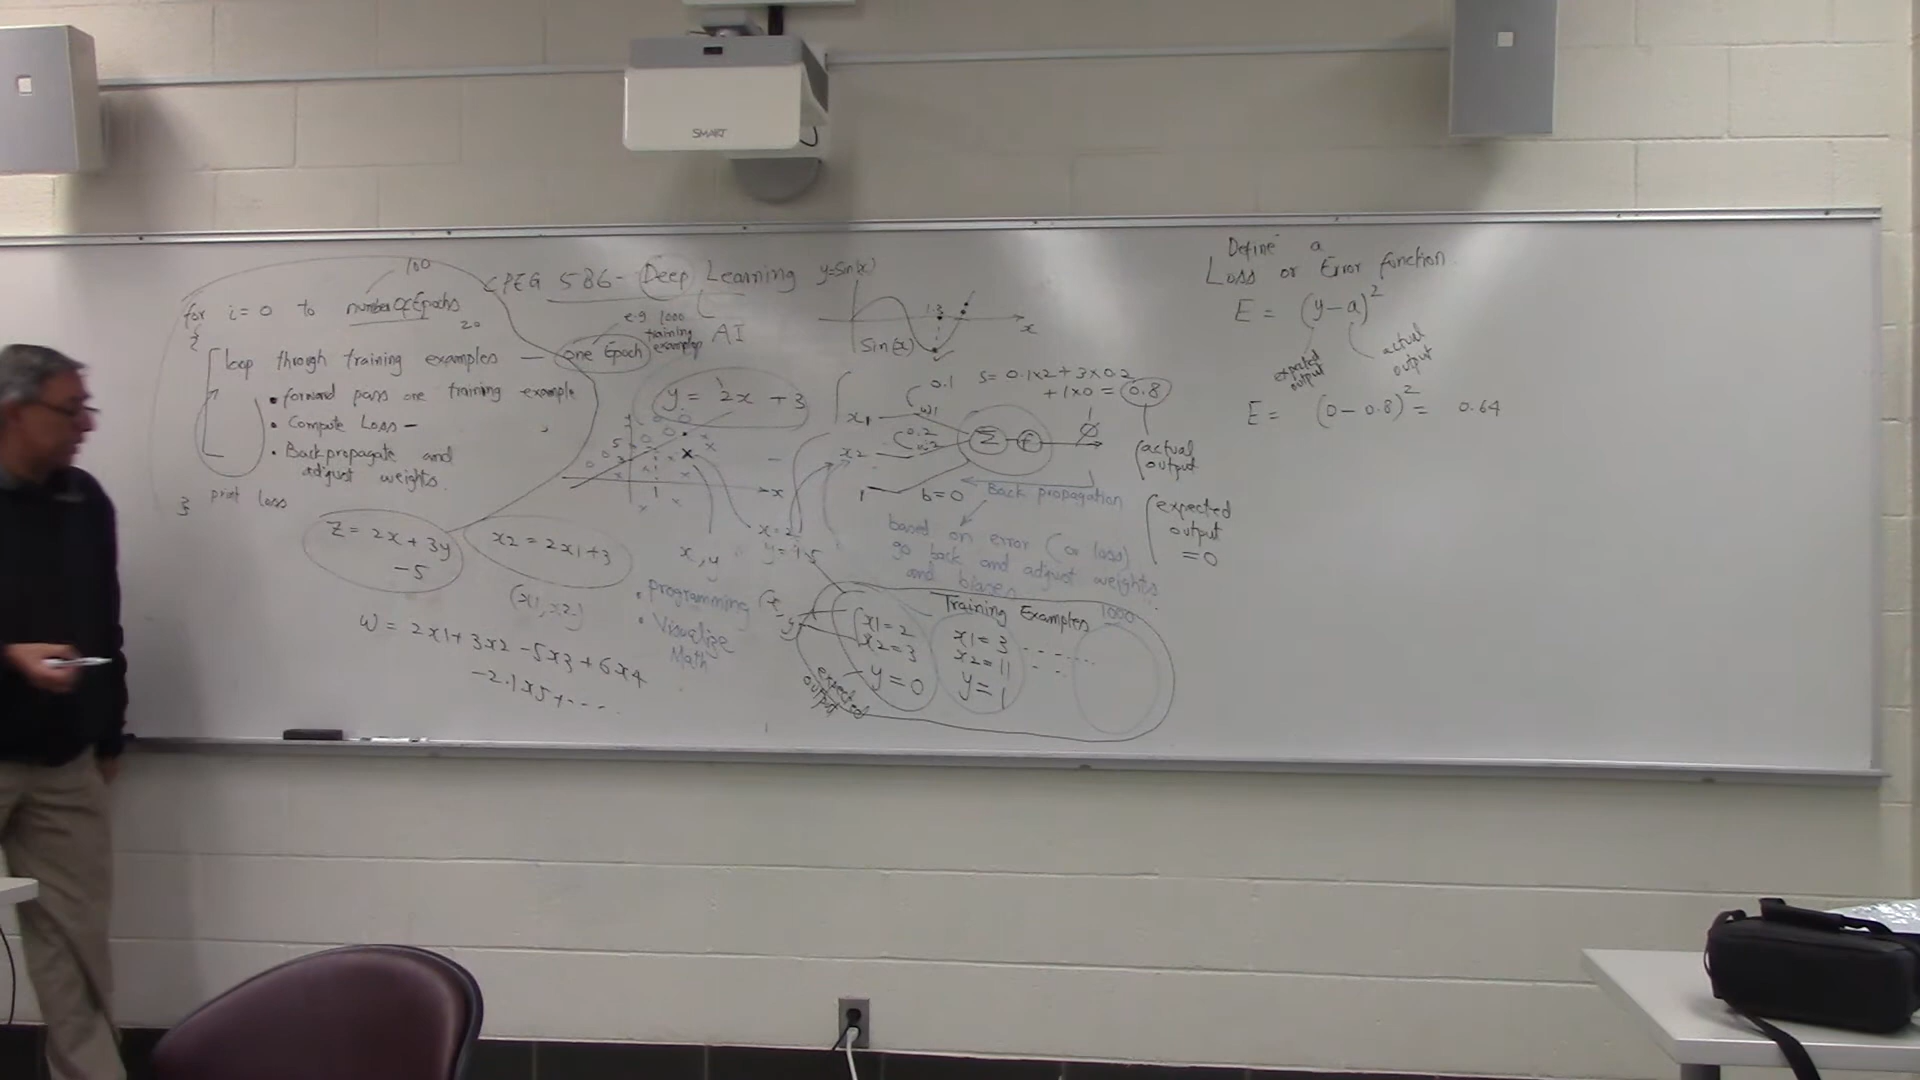 SMART
CPEG 586 - Deep Learning
AI
100
for i = 0 to numberOfEpochs
{
20
loop through training examples — one Epoch
e.g 1000
training
examples
• forward pass one training example
• Compute Loss -
• Backpropagate and
adjust weights.
print loss
}
z = 2x + 3y
-5
x2 = 2x1 + 3
(x1, x2)
w = 2x1 + 3x2 - 5x3 + 6x4
-2.1x5 + ....
y = 2x + 3
y
5
3
1
x
x, y
x = 2
• Programming
• Visualize
Math
y = Sin(x)
1.3
x
Sin(x)
0.1
s = 0.1x2 + 3x0.2
+ 1x0 = 0.8
x1
w1
0.2
x2
w2
Σ
f
1
b = 0
actual
output
Back propagation
expected
output
= 0
based on error (or loss)
go back and adjust weights
and biases
Training Examples
1000
x1 = 2
x2 = 3
y = 0
x1 = 3
x2 = 11
y = 1
expected
output
Define a
Loss or Error function
E = (y - a)²
expected
output
actual
output
E = (0 - 0.8)² = 0.64